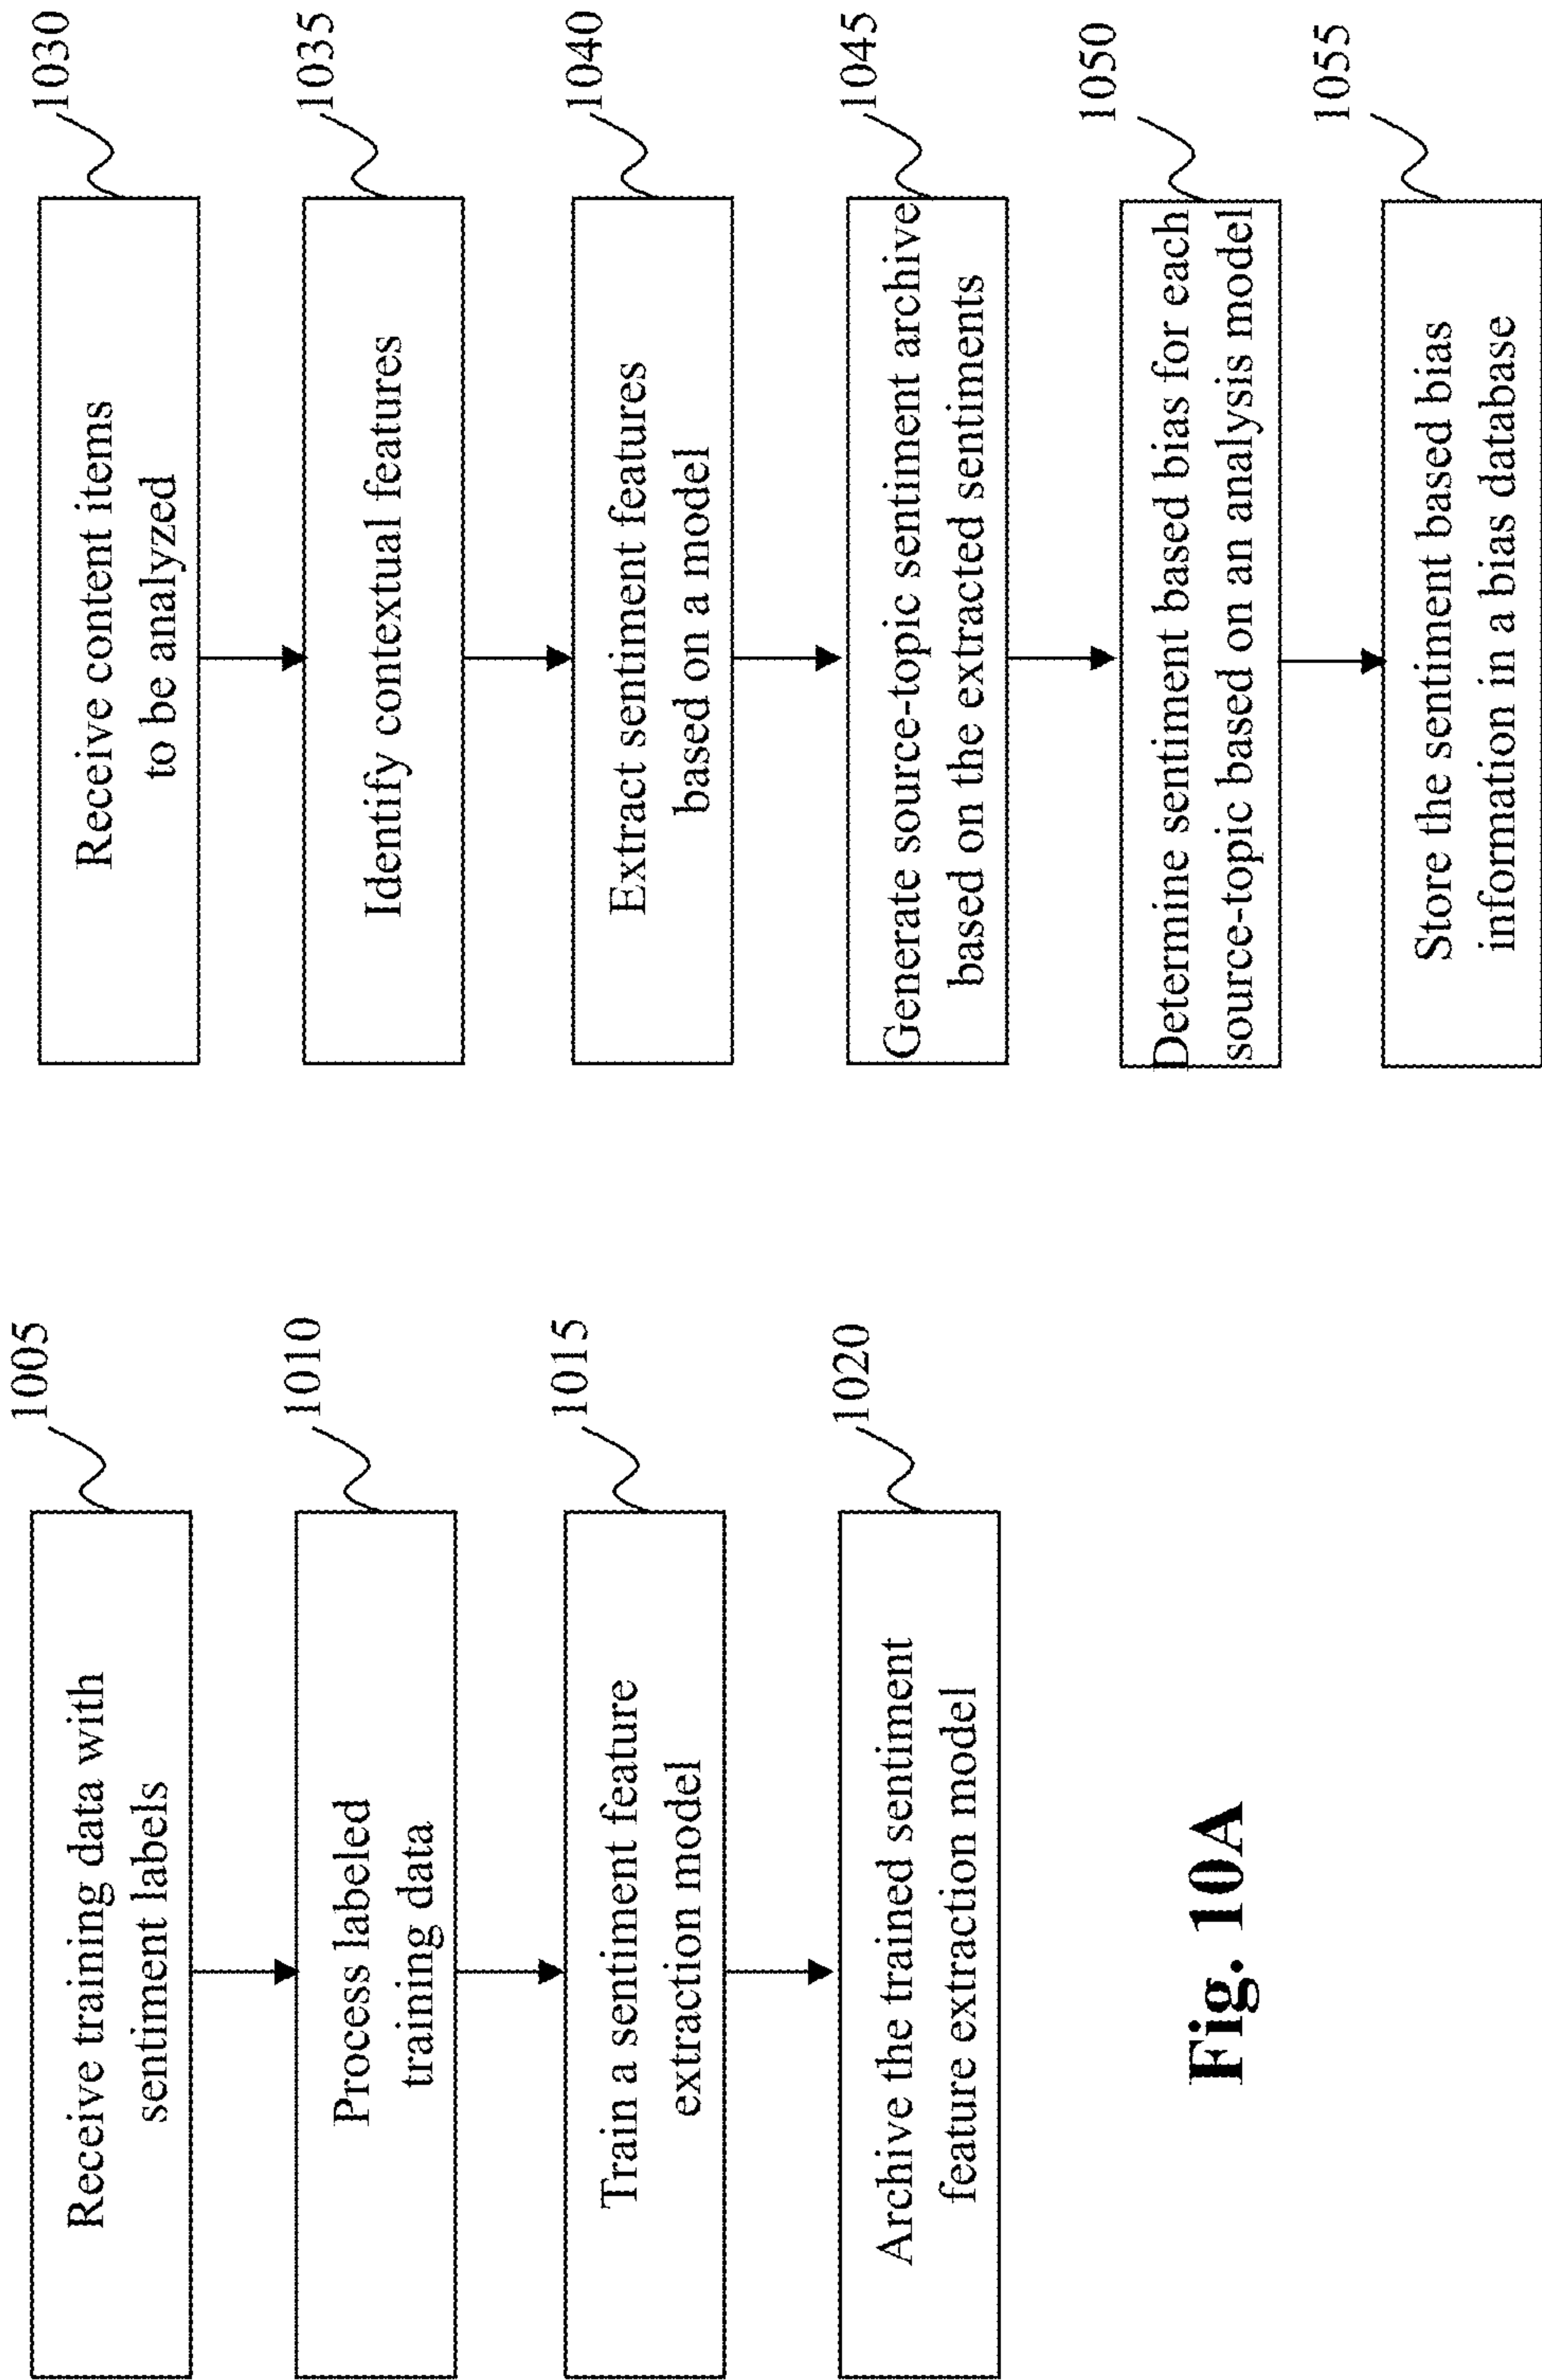 1005
Receive training data with
sentiment labels
1010
Process labeled
training data
1015
Train a sentiment feature
extraction model
1020
Archive the trained sentiment
feature extraction model
Fig. 10A
1030
Receive content items
to be analyzed
1035
Identify contextual features
1040
Extract sentiment features
based on a model
1045
Generate source-topic sentiment archive
based on the extracted sentiments
1050
Determine sentiment based bias for each
source-topic based on an analysis model
1055
Store the sentiment based bias
information in a bias database